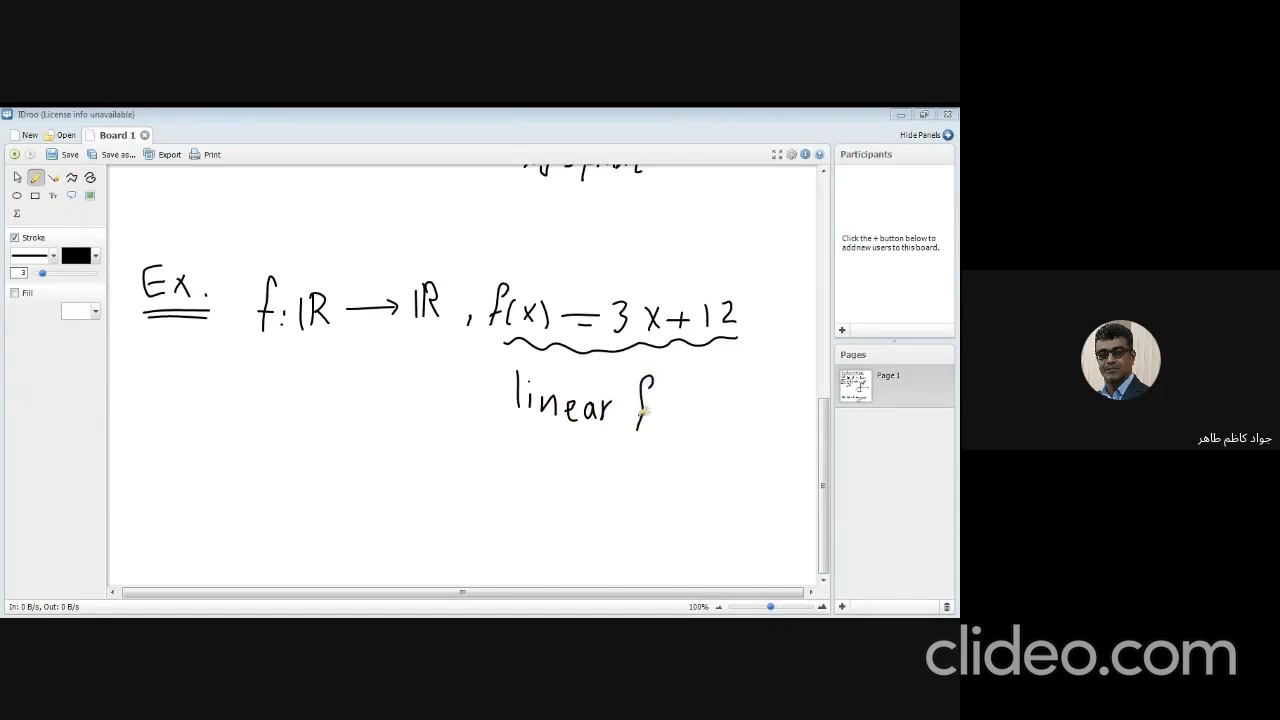 IDroo (License info unavailable)
New Open Board 1 Hide Panels
Save Save as... Export Print
Participants
Stroke
3
Fill
Click the + button below to
add new users to this board.
Ex. f: ℝ ⟶ ℝ , f(x) = 3x + 12
linear f
Pages
Page 1
جواد كاظم طاهر
In: 0 B/s, Out: 0 B/s 100%
clideo.com